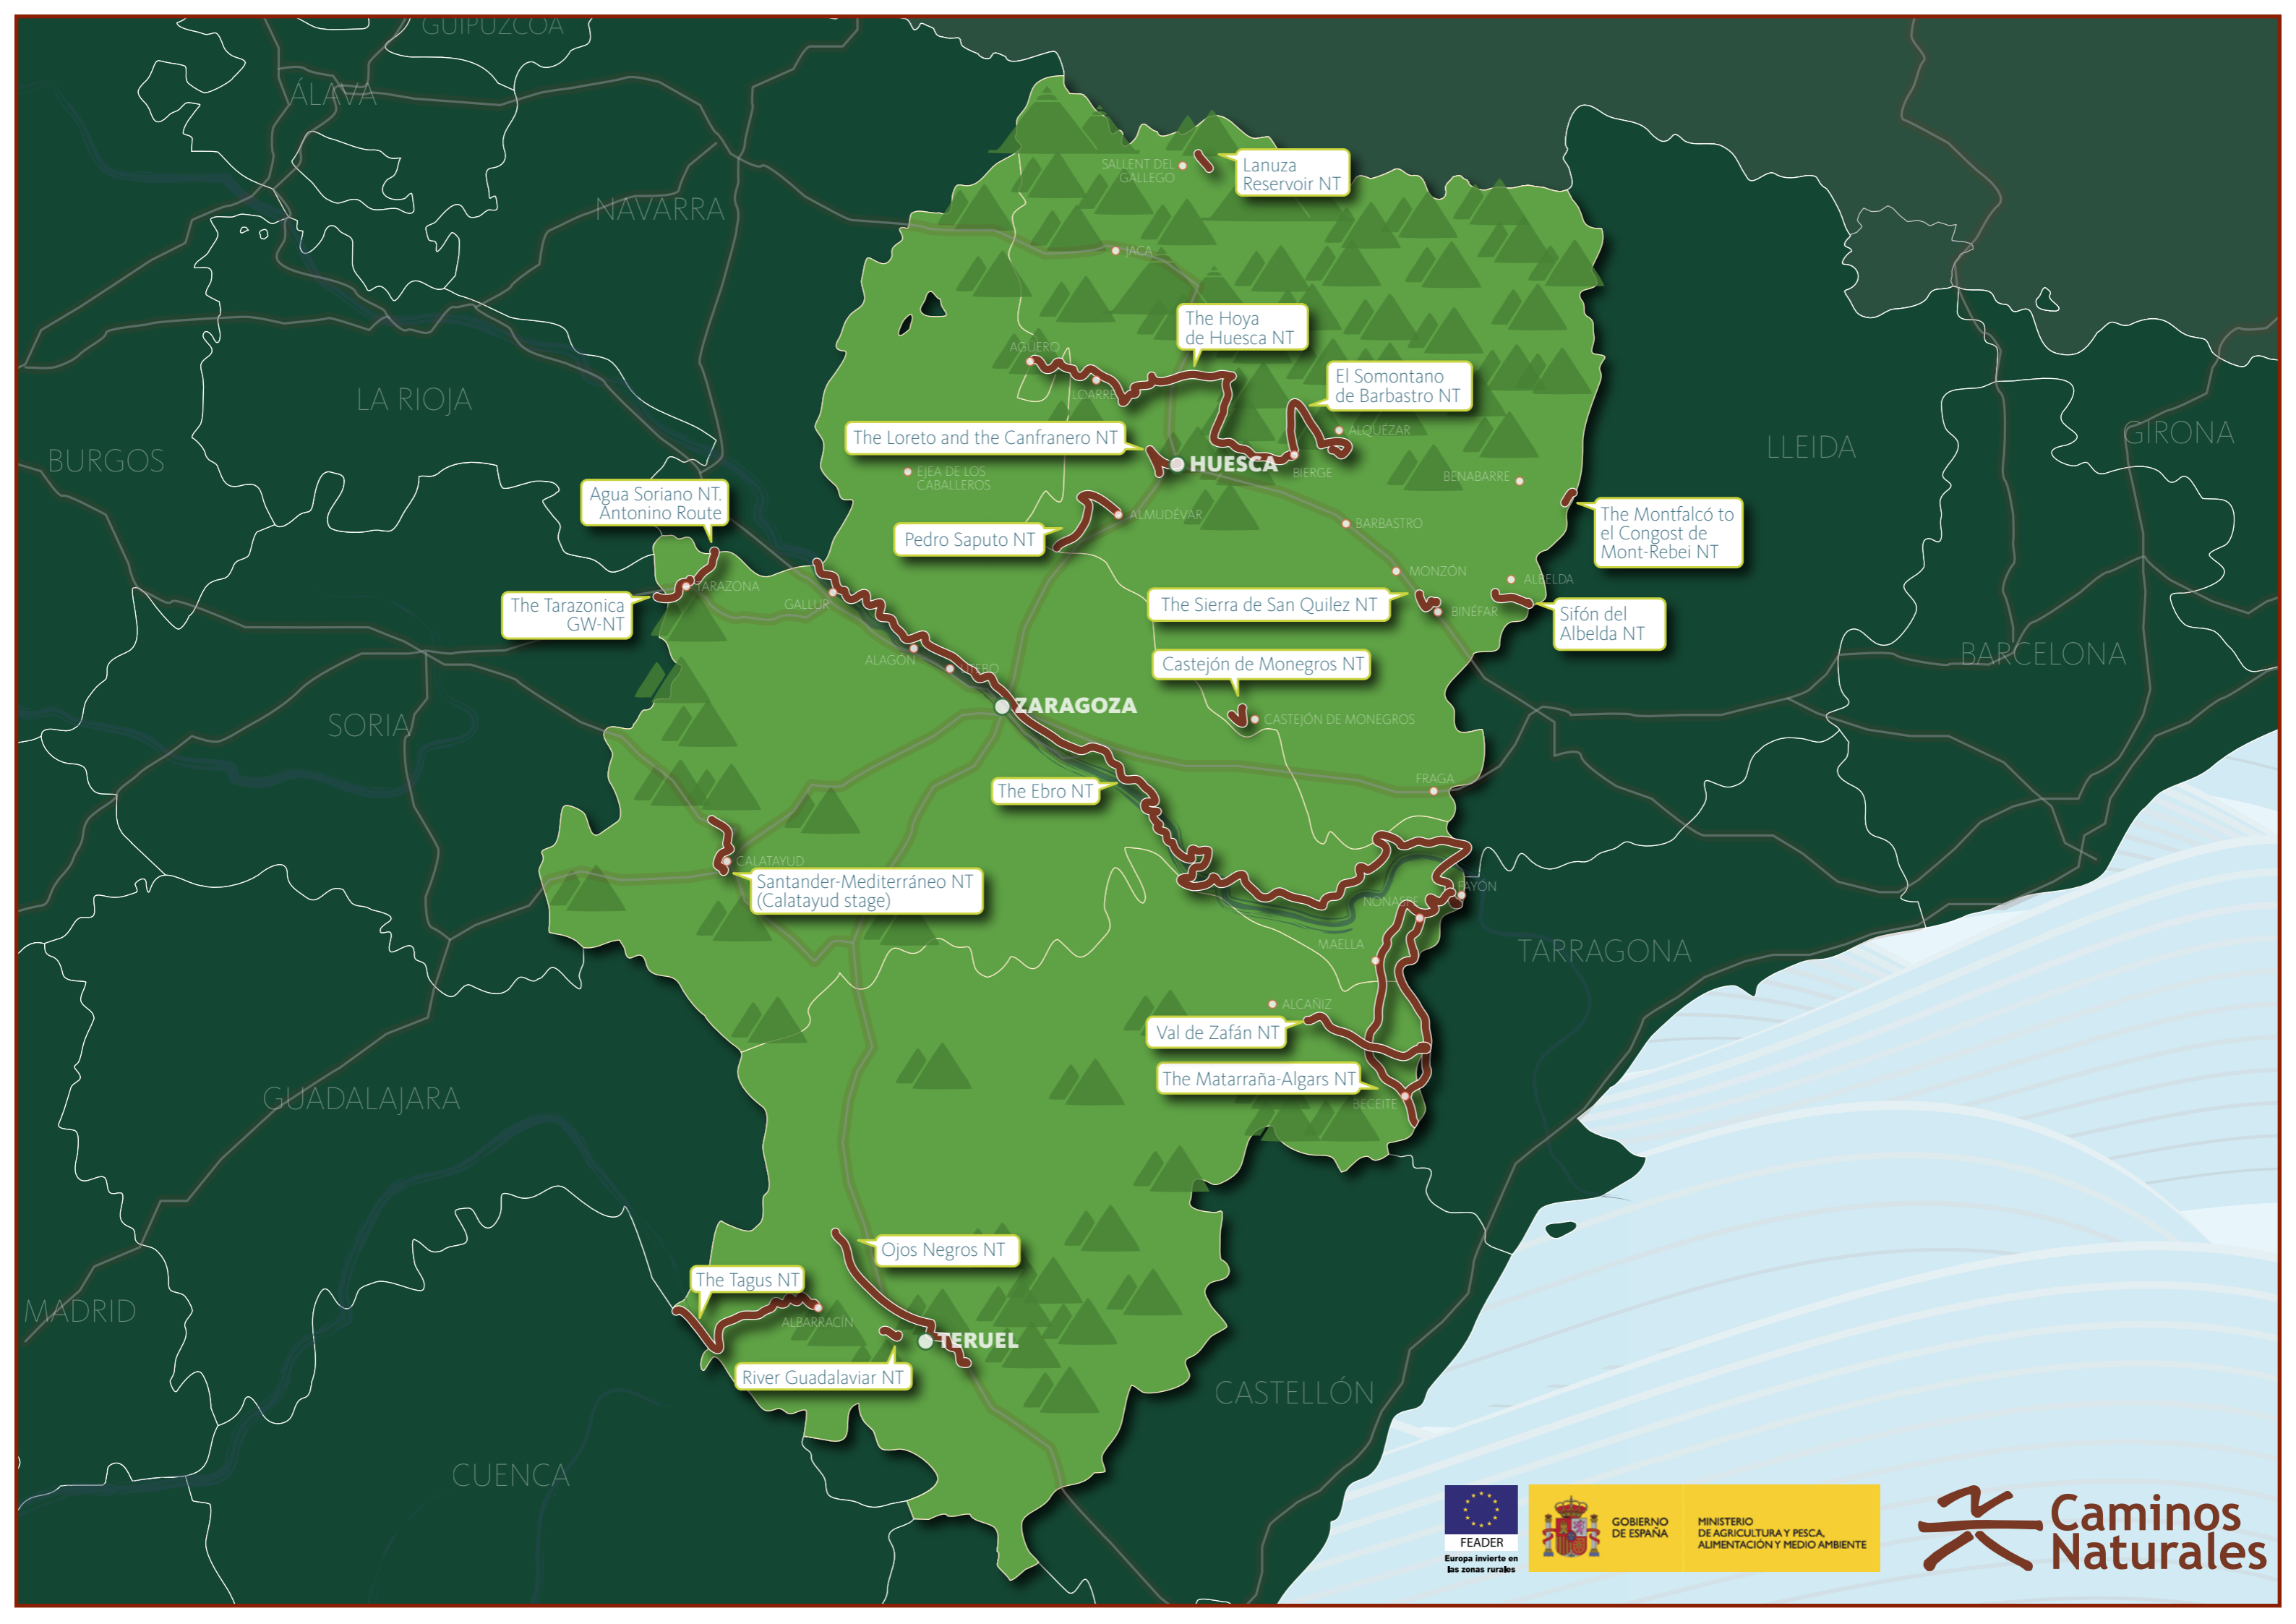 GUIPÚZCOA
ÁLAVA
NAVARRA
LA RIOJA
BURGOS
SORIA
GUADALAJARA
MADRID
CUENCA
LLEIDA
GIRONA
BARCELONA
TARRAGONA
CASTELLÓN
SALLENT DEL
GALLEGO
Lanuza
Reservoir NT
JACA
The Hoya
de Huesca NT
AGÜERO
LOARRE
El Somontano
de Barbastro NT
ALQUÉZAR
The Loreto and the Canfranero NT
HUESCA
BIERGE
EJEA DE LOS
CABALLEROS
BENABARRE
Agua Soriano NT.
Antonino Route
Pedro Saputo NT
ALMUDÉVAR
BARBASTRO
The Montfalcó to
el Congost de
Mont-Rebei NT
TARAZONA
The Tarazonica
GW-NT
GALLUR
MONZÓN
ALBELDA
The Sierra de San Quilez NT
BINÉFAR
Sifón del
Albelda NT
ALAGÓN
UTEBO
Castejón de Monegros NT
CASTEJÓN DE MONEGROS
ZARAGOZA
The Ebro NT
FRAGA
CALATAYUD
Santander-Mediterráneo NT
(Calatayud stage)
FAYÓN
NONASPE
MAELLA
ALCAÑIZ
Val de Zafán NT
The Matarraña-Algars NT
BECEITE
Ojos Negros NT
The Tagus NT
ALBARRACÍN
TERUEL
River Guadalaviar NT
FEADER
Europa invierte en
las zonas rurales
GOBIERNO
DE ESPAÑA
MINISTERIO
DE AGRICULTURA Y PESCA,
ALIMENTACIÓN Y MEDIO AMBIENTE
Caminos
Naturales